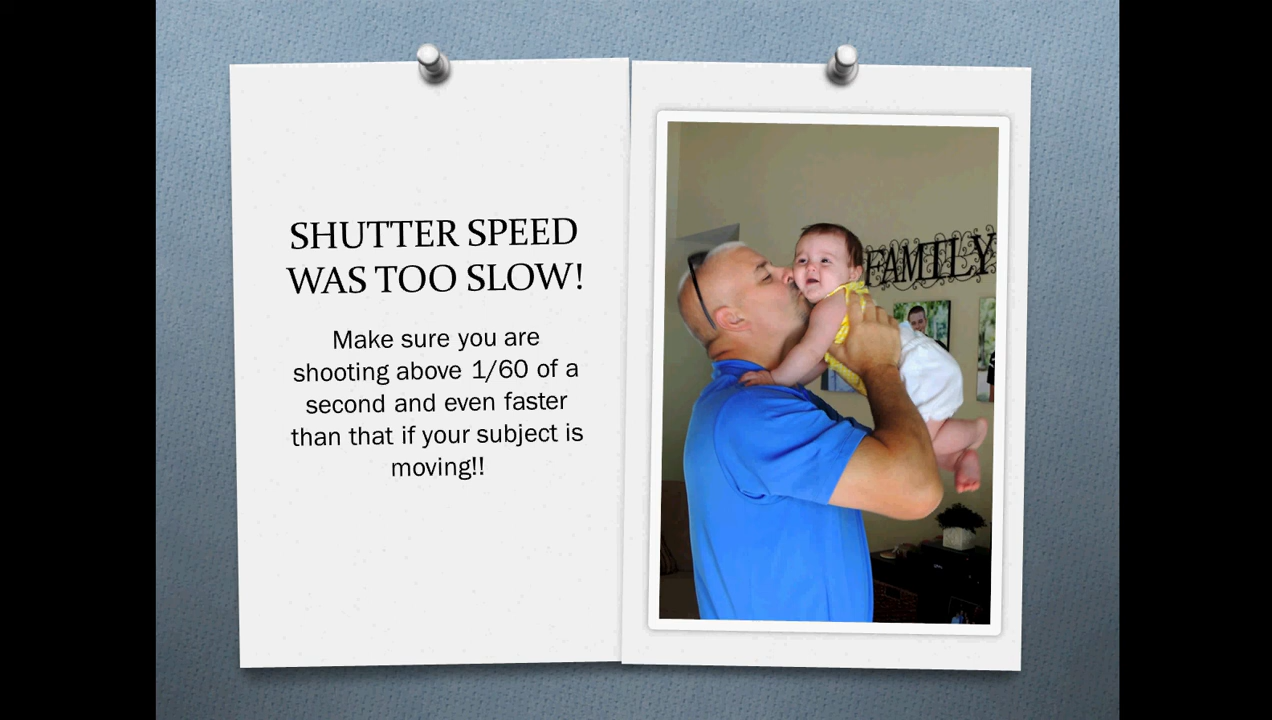 SHUTTER SPEED
WAS TOO SLOW!
Make sure you are
shooting above 1/60 of a
second and even faster
than that if your subject is
moving!!
FAMILY